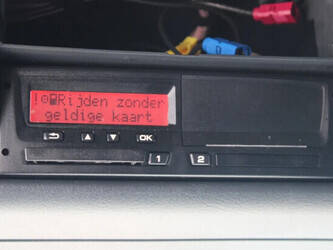 ! Rijden zonder
geldige kaart
OK
1 2